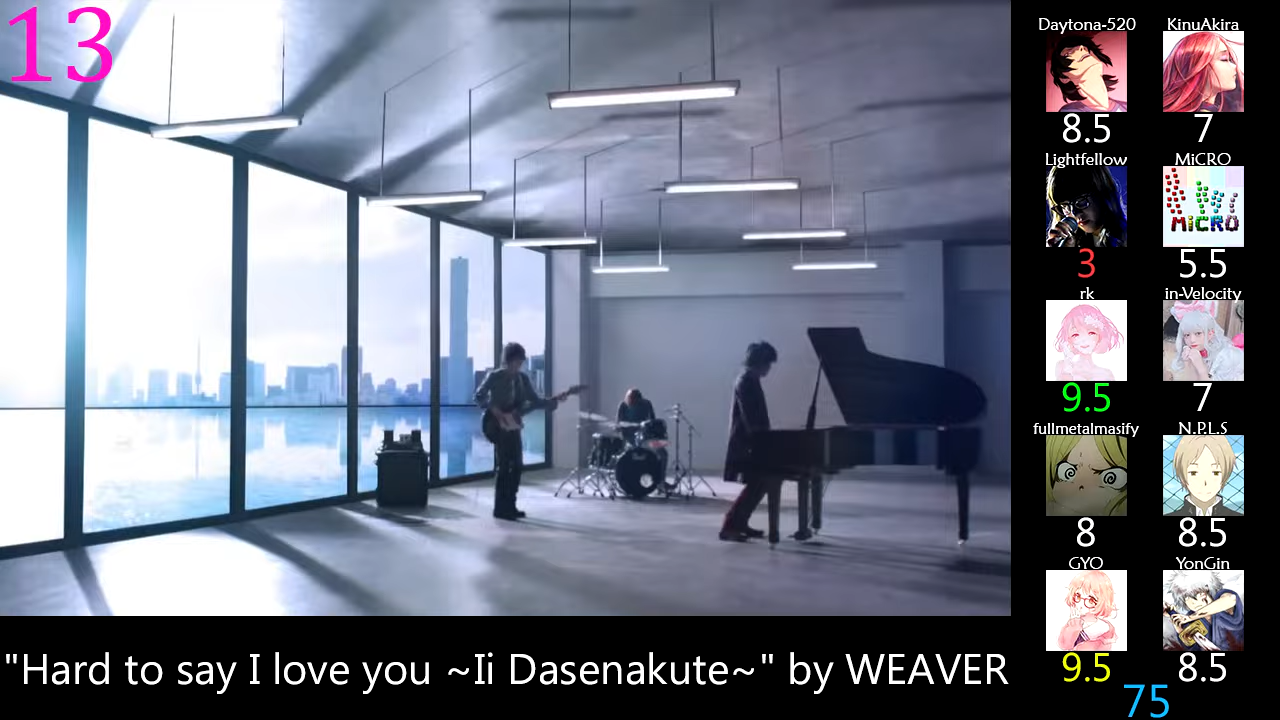 13
Daytona-520 KinuAkira
8.5 7
Lightfellow MiCRO
MiCRO
3 5.5
rk in-Velocity
9.5 7
fullmetalmasify N.P.L.S
8 8.5
GYO YonGin
9.5 8.5
"Hard to say I love you ~Ii Dasenakute~" by WEAVER
75